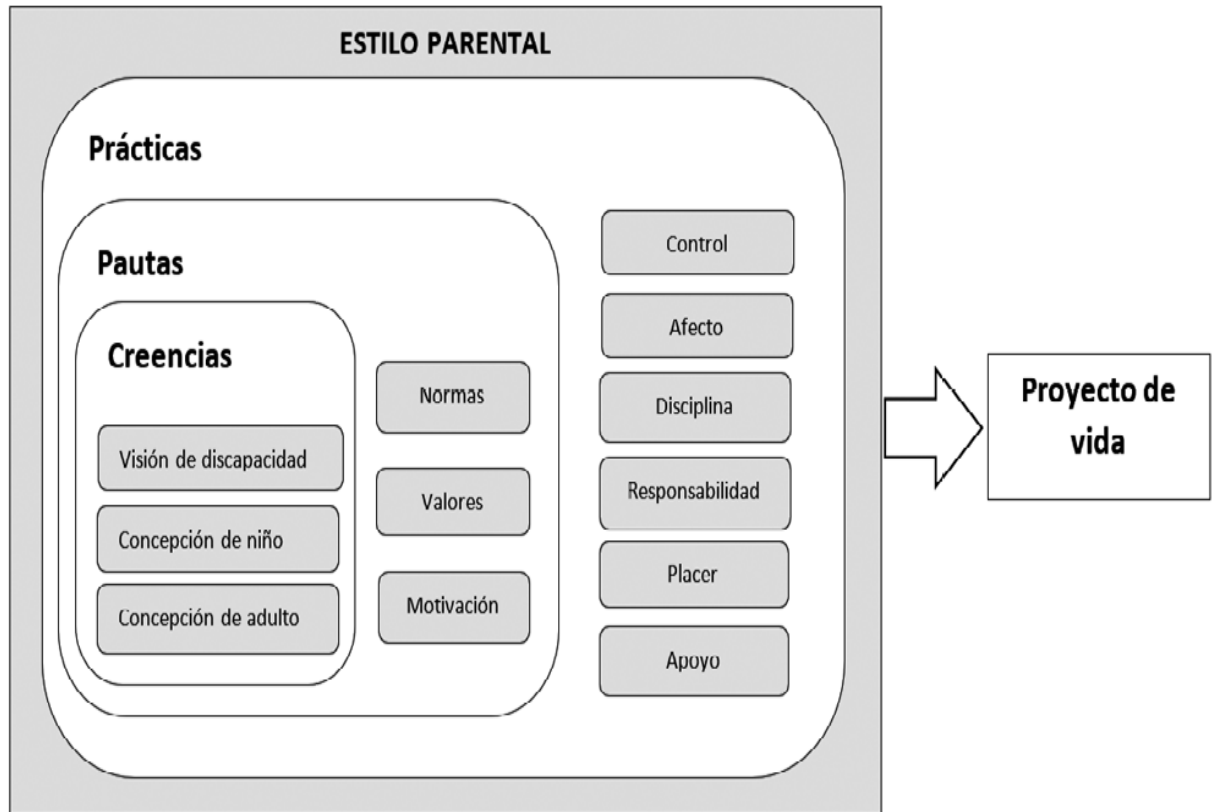 ESTILO PARENTAL
Prácticas
Pautas
Creencias
Visión de discapacidad
Concepción de niño
Concepción de adulto
Normas
Valores
Motivación
Control
Afecto
Disciplina
Responsabilidad
Placer
Apoyo
Proyecto de
vida